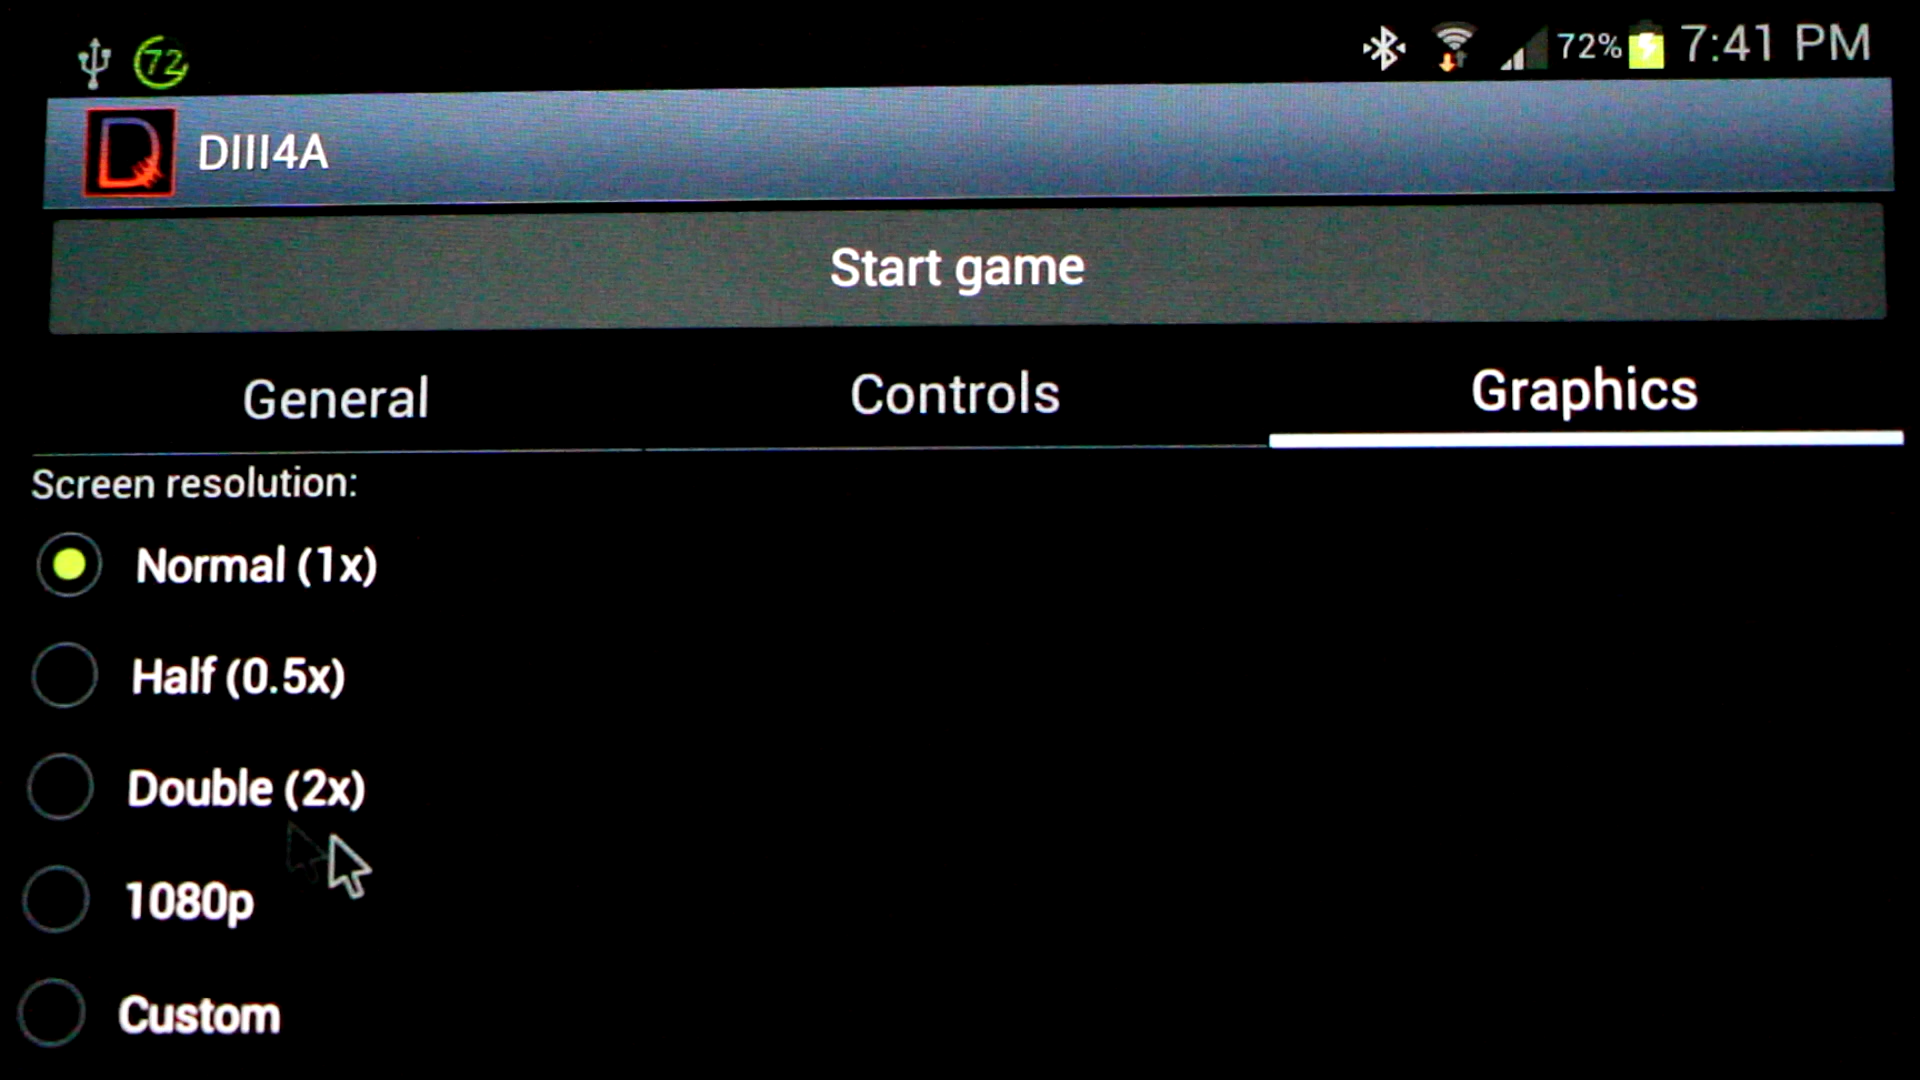 72 72% 7:41 PM
D DIII4A
Start game
General Controls Graphics
Screen resolution:
Normal (1x)
Half (0.5x)
Double (2x)
1080p
Custom